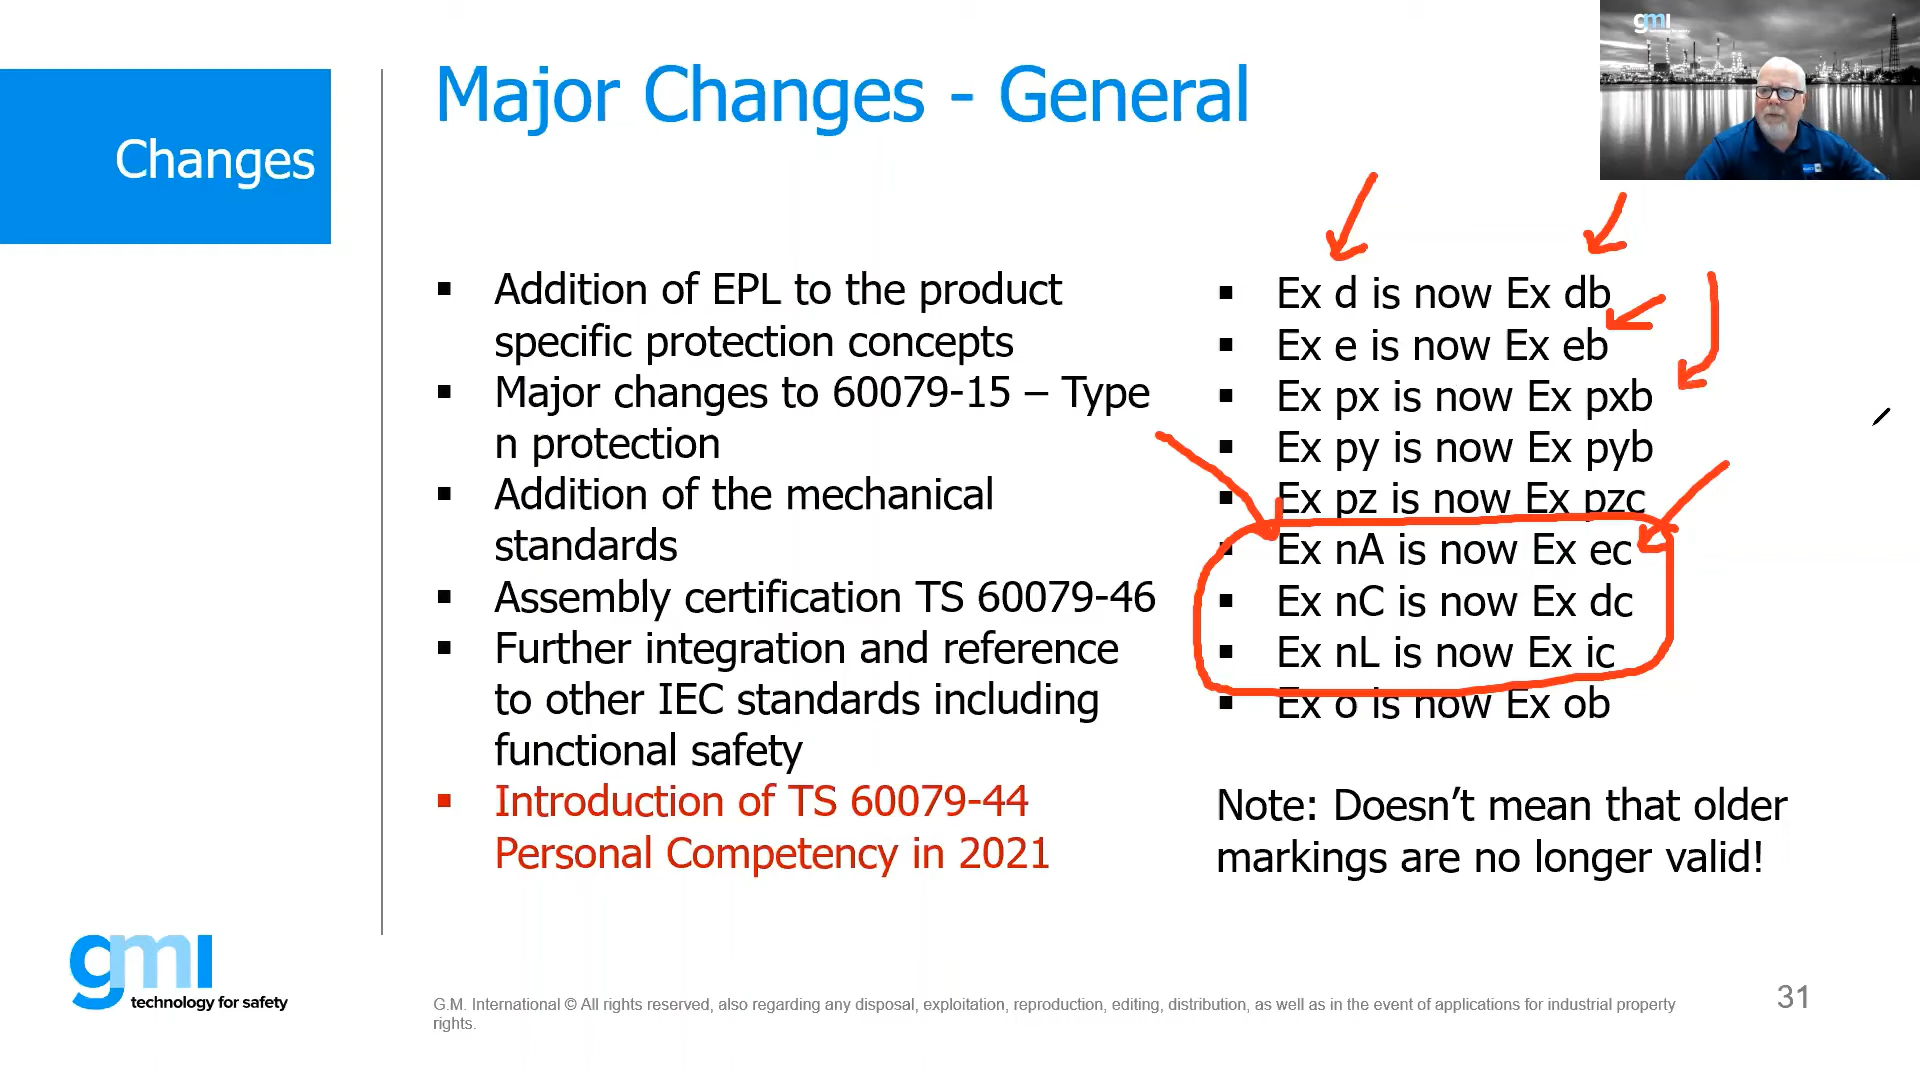 Changes
Major Changes - General
Addition of EPL to the product
specific protection concepts
Major changes to 60079-15 – Type
n protection
Addition of the mechanical
standards
Assembly certification TS 60079-46
Further integration and reference
to other IEC standards including
functional safety
Introduction of TS 60079-44
Personal Competency in 2021
Ex d is now Ex db
Ex e is now Ex eb
Ex px is now Ex pxb
Ex py is now Ex pyb
Ex pz is now Ex pzc
Ex nA is now Ex ec
Ex nC is now Ex dc
Ex nL is now Ex ic
Ex o is now Ex ob
Note: Doesn’t mean that older
markings are no longer valid!
gmi
technology for safety
G.M. International © All rights reserved, also regarding any disposal, exploitation, reproduction, editing, distribution, as well as in the event of applications for industrial property
rights.
31
gmi